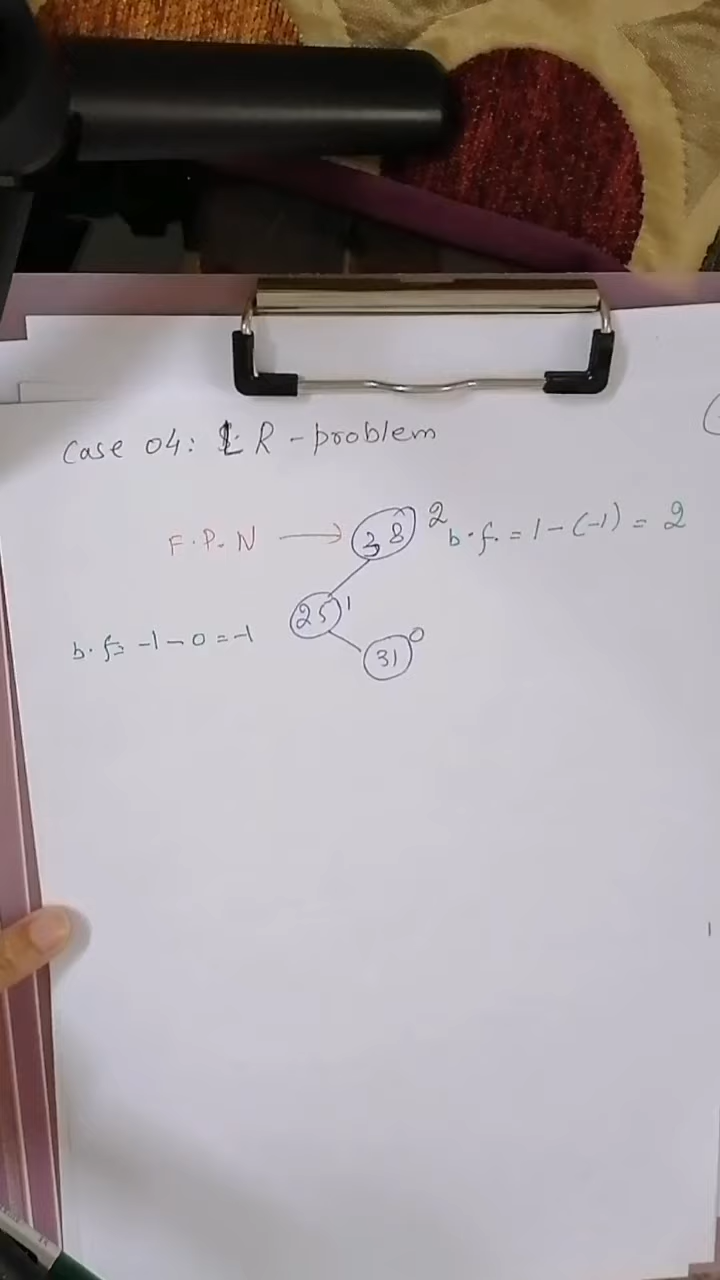 Case 04: LR - problem
F.P.N → 38 2 b.f. = 1 - (-1) = 2
25 1
b.f = -1 - 0 = -1
31 0